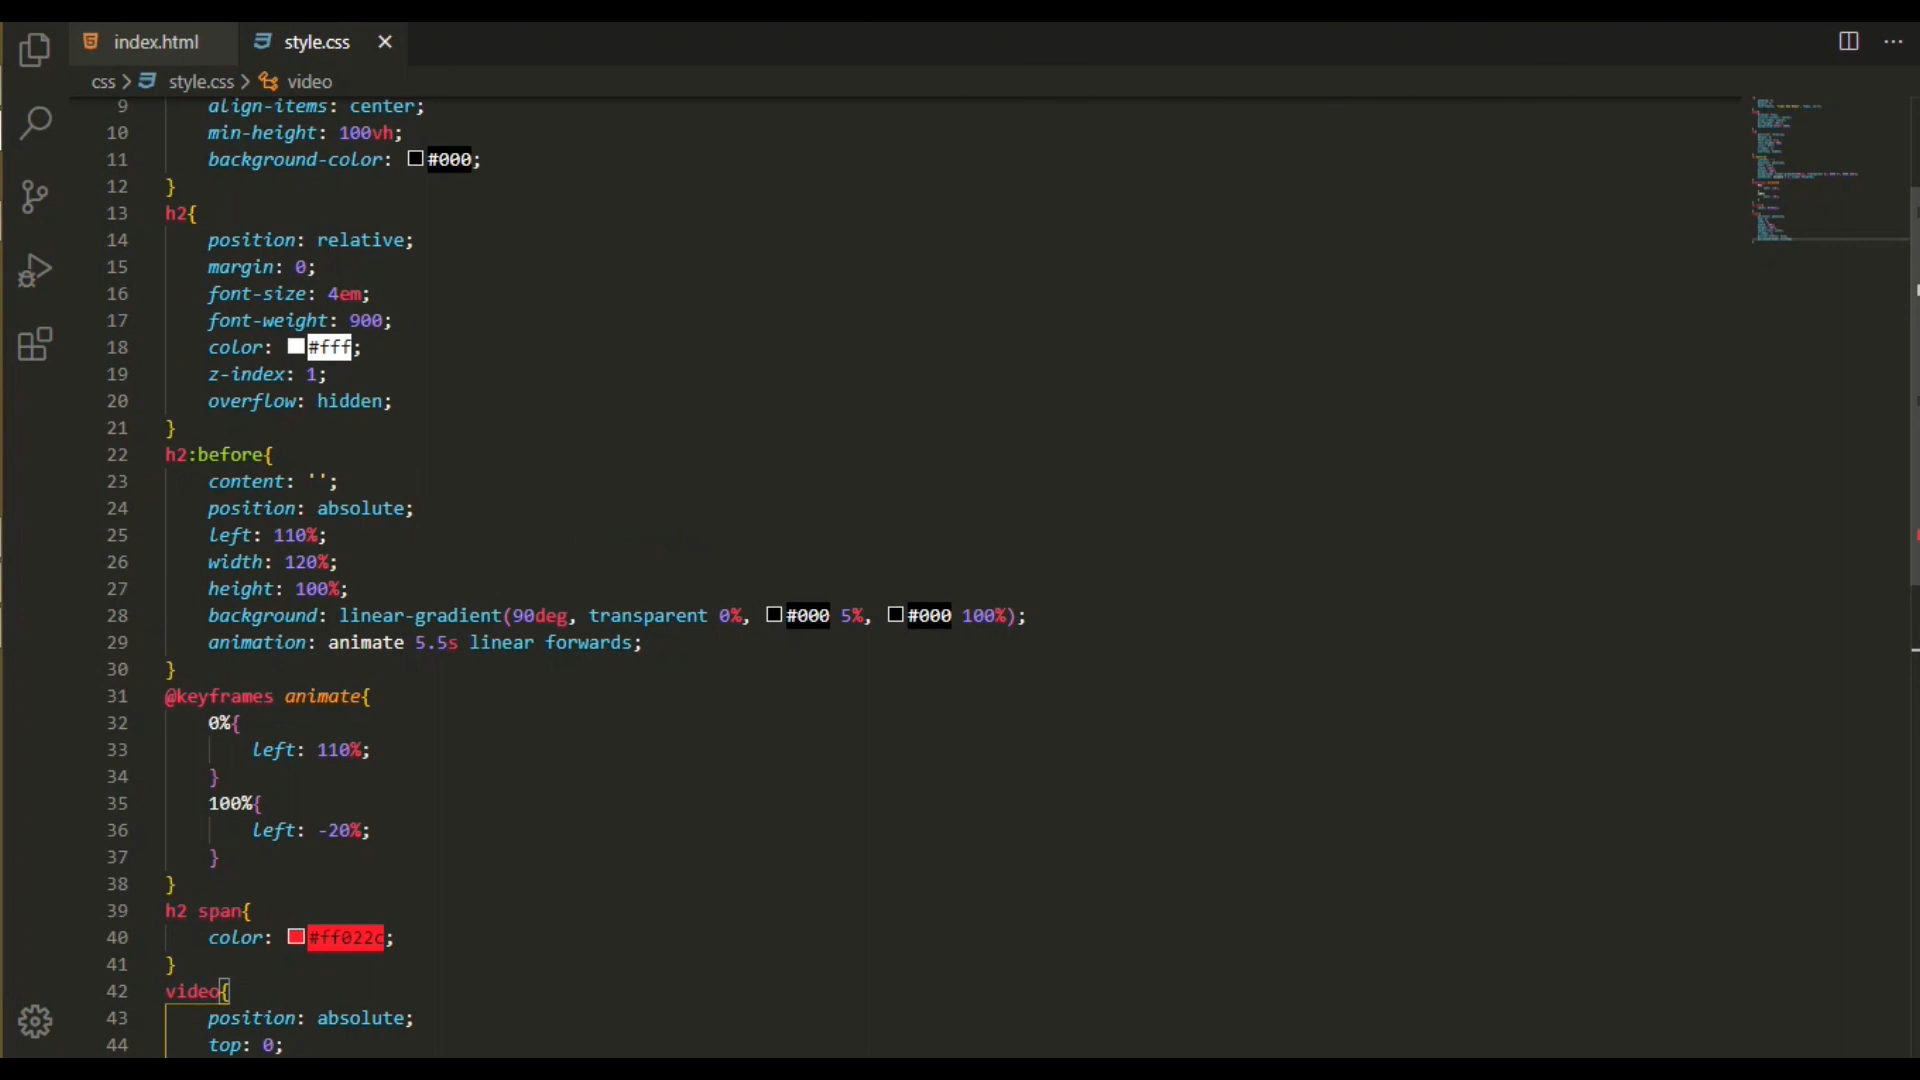 index.html style.css
css > style.css > video
9 align-items: center;
10 min-height: 100vh;
11 background-color: #000;
12 }
13 h2{
14 position: relative;
15 margin: 0;
16 font-size: 4em;
17 font-weight: 900;
18 color: #fff;
19 z-index: 1;
20 overflow: hidden;
21 }
22 h2:before{
23 content: '';
24 position: absolute;
25 left: 110%;
26 width: 120%;
27 height: 100%;
28 background: linear-gradient(90deg, transparent 0%, #000 5%, #000 100%);
29 animation: animate 5.5s linear forwards;
30 }
31 @keyframes animate{
32 0%{
33 left: 110%;
34 }
35 100%{
36 left: -20%;
37 }
38 }
39 h2 span{
40 color: #ff022c;
41 }
42 video{
43 position: absolute;
44 top: 0;